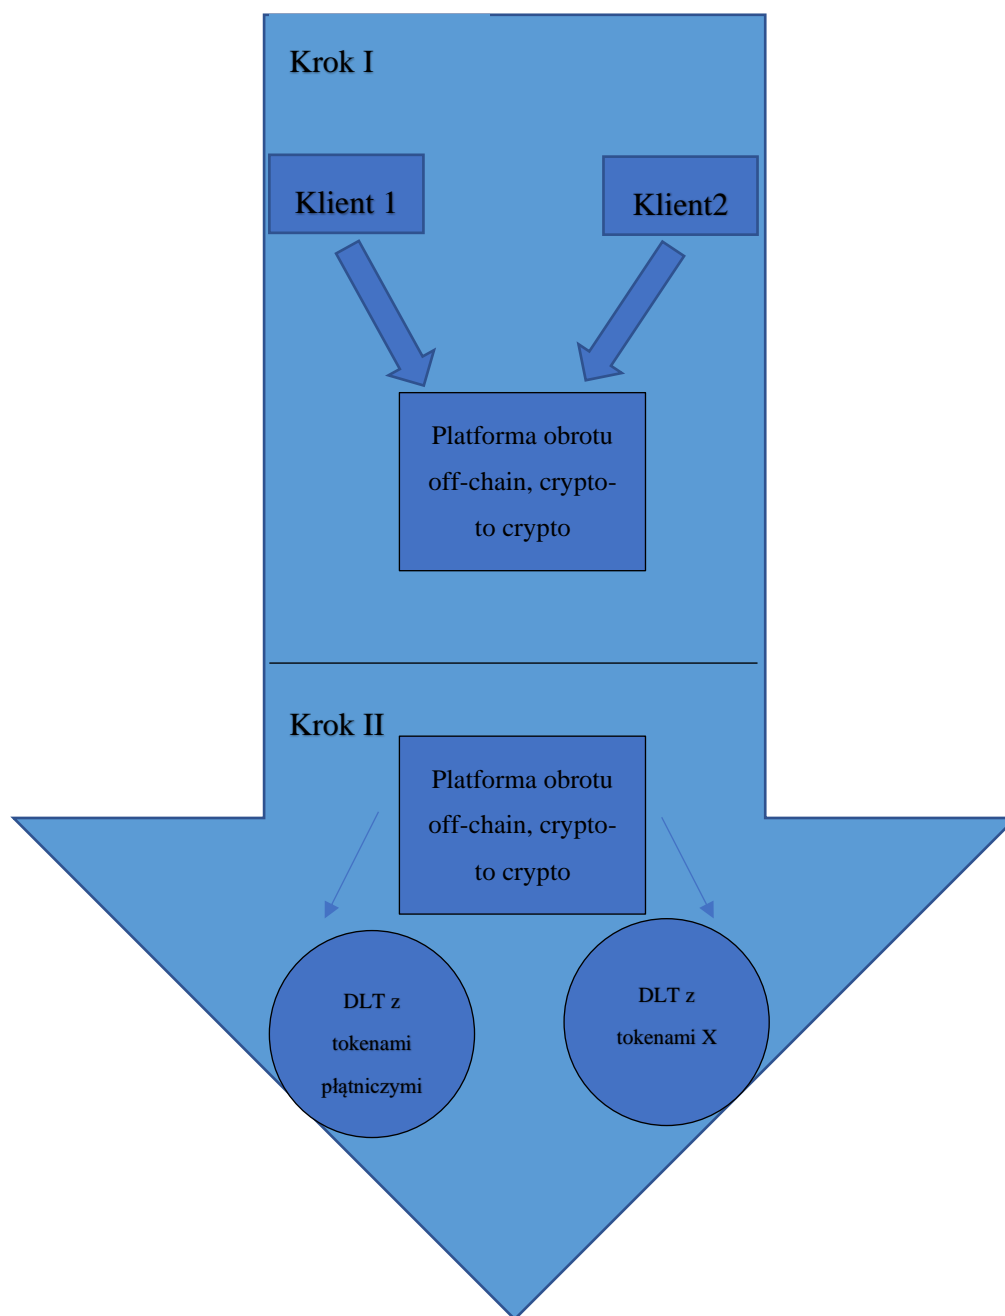 Krok I
Klient 1
Klient2
Platforma obrotu
off-chain, crypto-
to crypto
Krok II
Platforma obrotu
off-chain, crypto-
to crypto
DLT z
tokenami
płątniczymi
DLT z
tokenami X